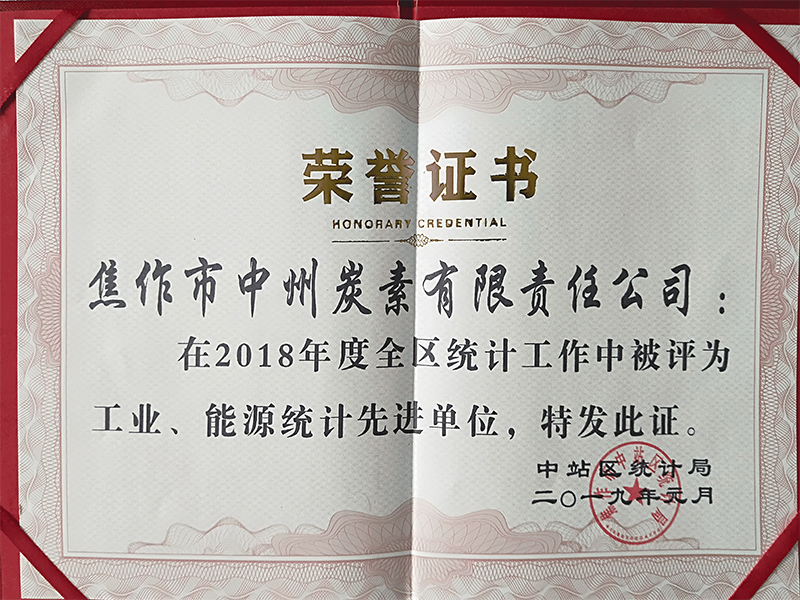 荣誉证书
HONORARY CREDENTIAL
焦作市中州炭素有限责任公司：
在2018年度全区统计工作中被评为
工业、能源统计先进单位，特发此证。
中站区统计局
二〇一九年元月